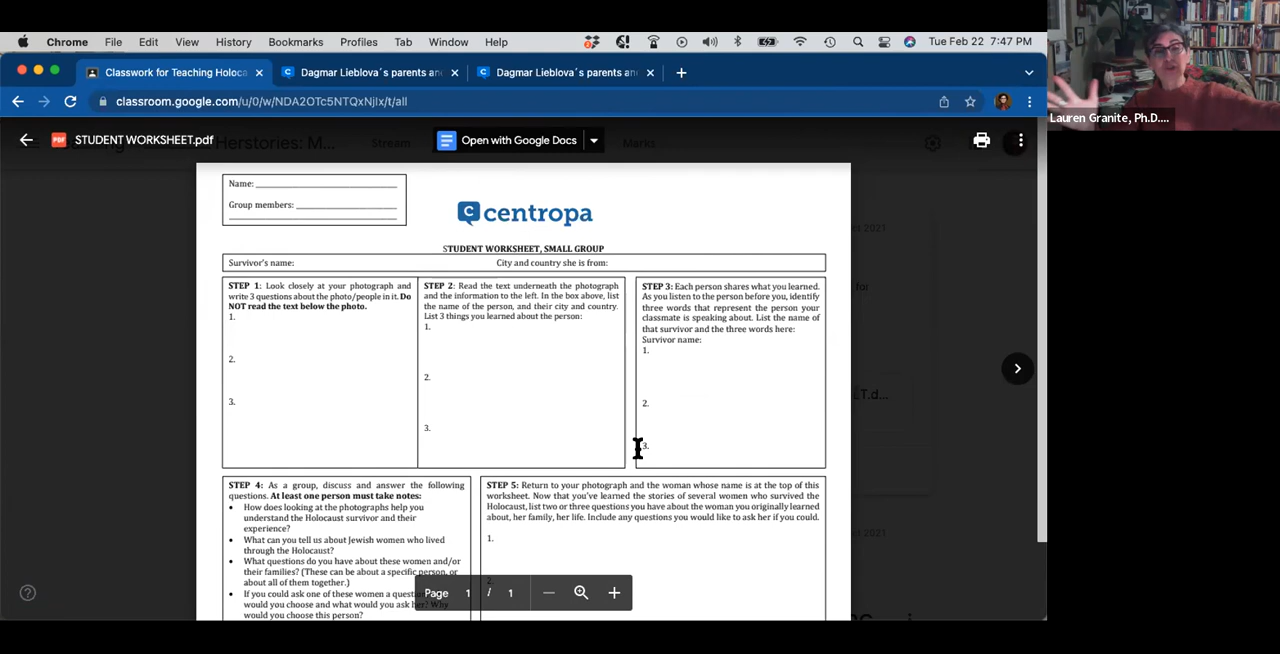 Chrome File Edit View History Bookmarks Profiles Tab Window Help Tue Feb 22 7:47 PM
Classwork for Teaching Holoca Dagmar Lieblova´s parents an Dagmar Lieblova´s parents an
classroom.google.com/u/0/w/NDA2OTc5NTQxNjIx/t/all
Lauren Granite, Ph.D....
PDF STUDENT WORKSHEET.pdf Open with Google Docs
Herstories: M... Stream Marks
Name:
Group members:
centropa
STUDENT WORKSHEET, SMALL GROUP
Survivor's name: City and country she is from:
STEP 1: Look closely at your photograph and
write 3 questions about the photo/people in it. Do
NOT read the text below the photo.
1.
2.
3.
STEP 2: Read the text underneath the photograph
and the information to the left. In the box above, list
the name of the person, and their city and country.
List 3 things you learned about the person:
1.
2.
3.
STEP 3: Each person shares what you learned.
As you listen to the person before you, identify
three words that represent the person your
classmate is speaking about. List the name of
that survivor and the three words here:
Survivor name:
1.
2.
3.
STEP 4: As a group, discuss and answer the following
questions. At least one person must take notes:
• How does looking at the photographs help you
understand the Holocaust survivor and their
experience?
• What can you tell us about Jewish women who lived
through the Holocaust?
• What questions do you have about these women and/or
their families? (These can be about a specific person, or
about all of them together.)
• If you could ask one of these women a question
would you choose and what would you ask her? Why
would you choose this person?
STEP 5: Return to your photograph and the woman whose name is at the top of this
worksheet. Now that you've learned the stories of several women who survived the
Holocaust, list two or three questions you have about the woman you originally learned
about, her family, her life. Include any questions you would like to ask her if you could.
1.
2.
Page 1 / 1
2021
for
T.d...
2021